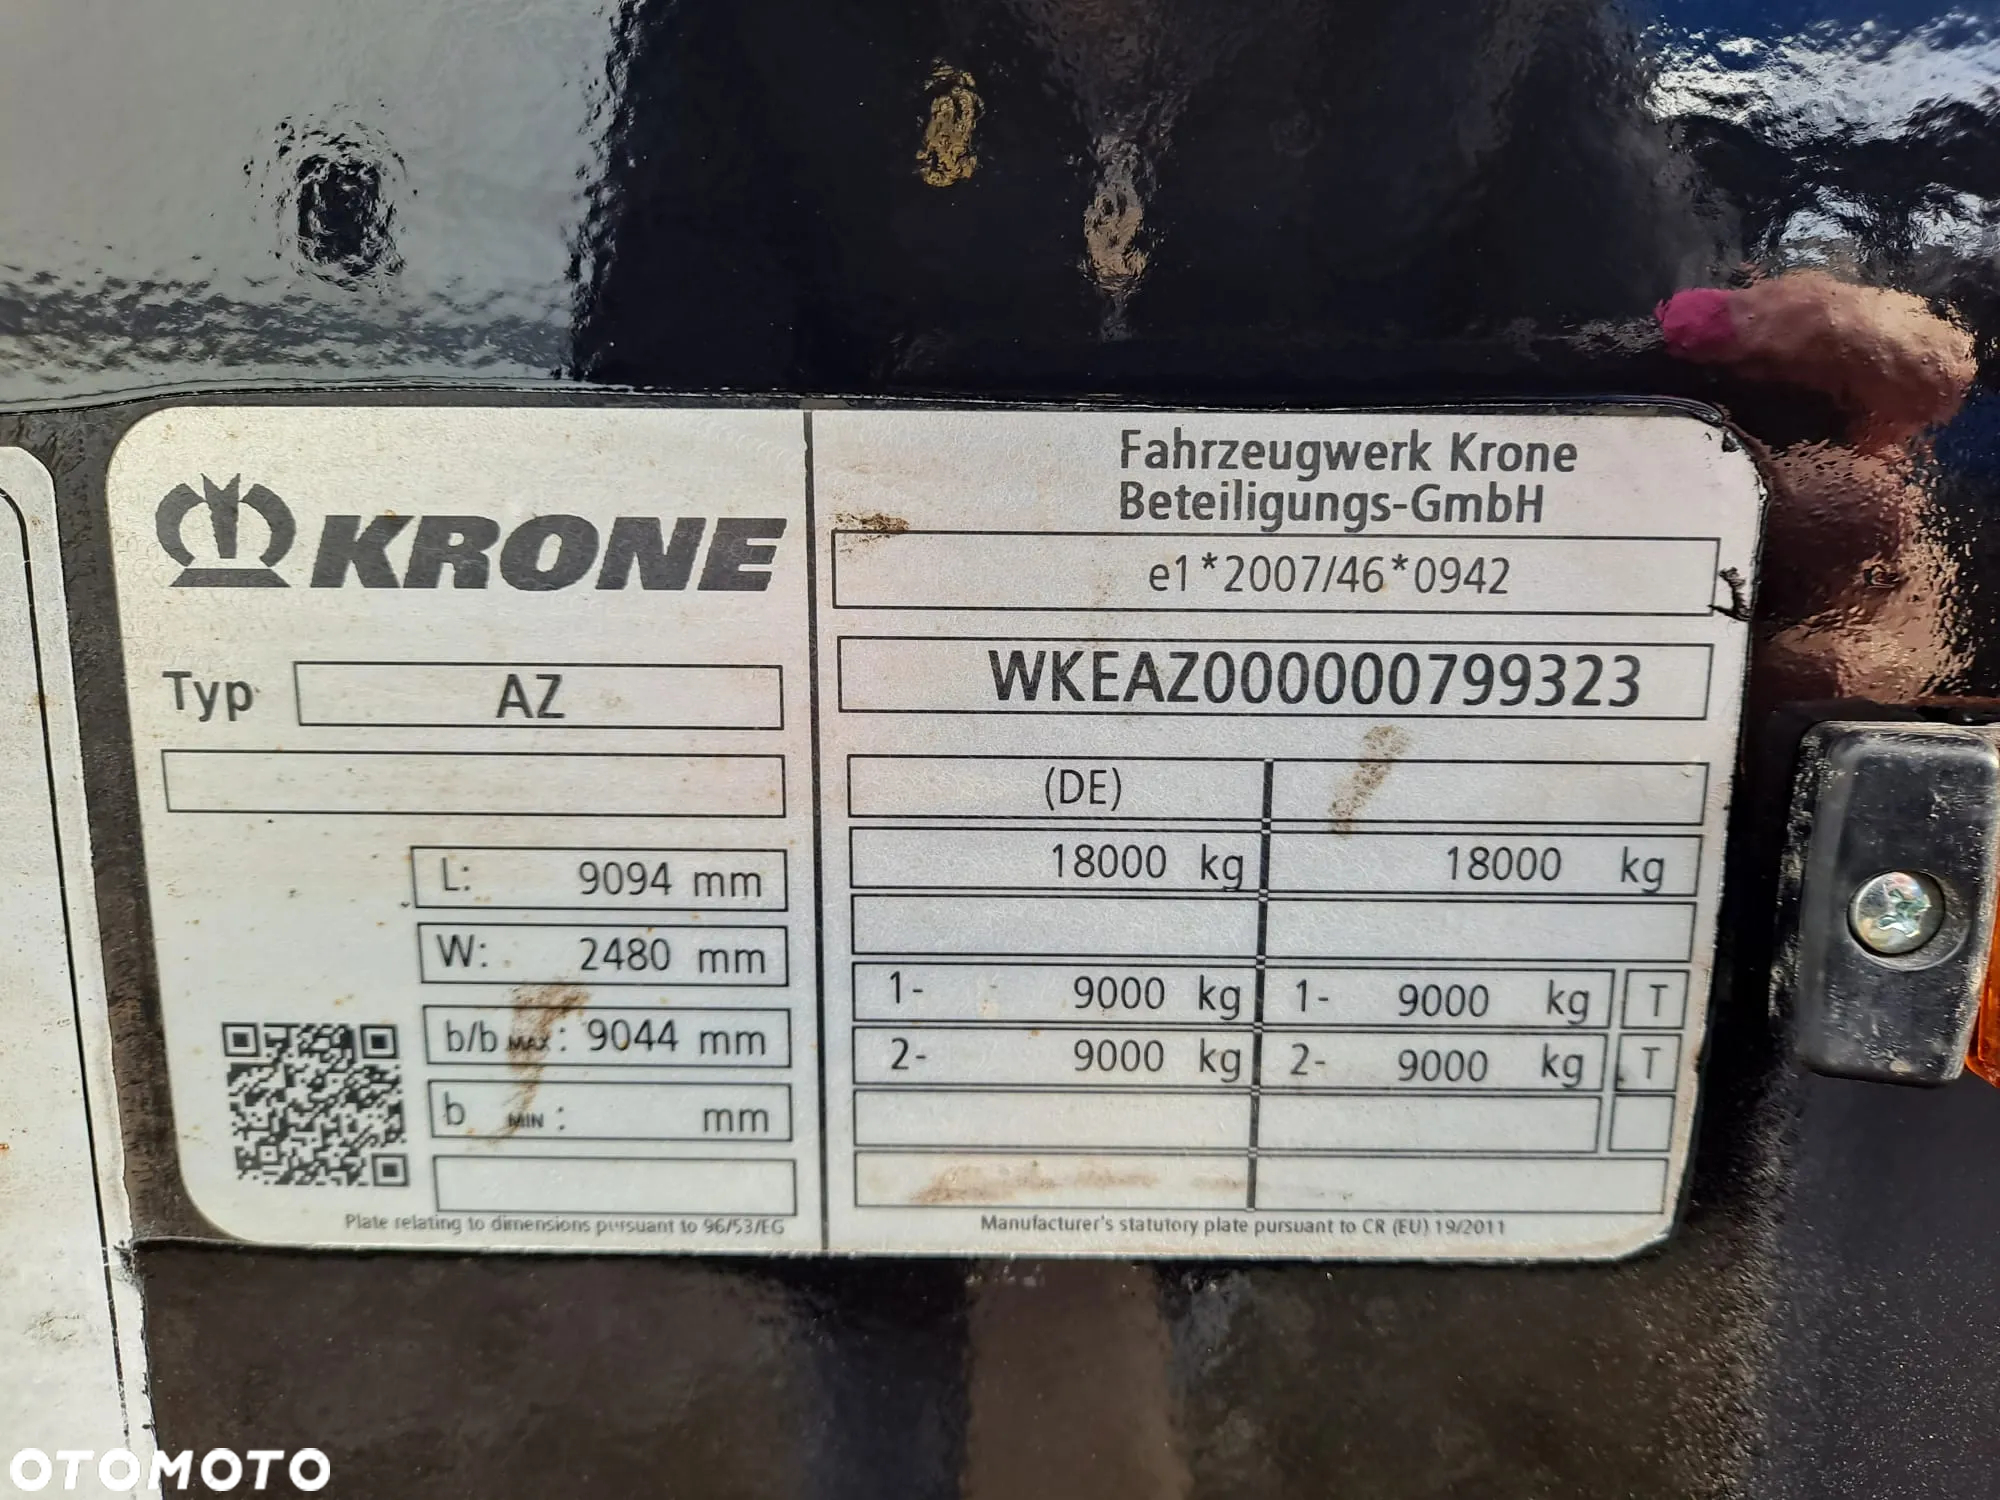 KRONE
Typ AZ
L: 9094 mm
W: 2480 mm
b/b MAX: 9044 mm
b MIN: mm
Plate relating to dimensions pursuant to 96/53/EG
Fahrzeugwerk Krone
Beteiligungs-GmbH
e1*2007/46*0942
WKEAZ000000799323
(DE)
18000 kg 18000 kg
1- 9000 kg 1- 9000 kg T
2- 9000 kg 2- 9000 kg T
Manufacturer's statutory plate pursuant to CR (EU) 19/2011
OTOMOTO